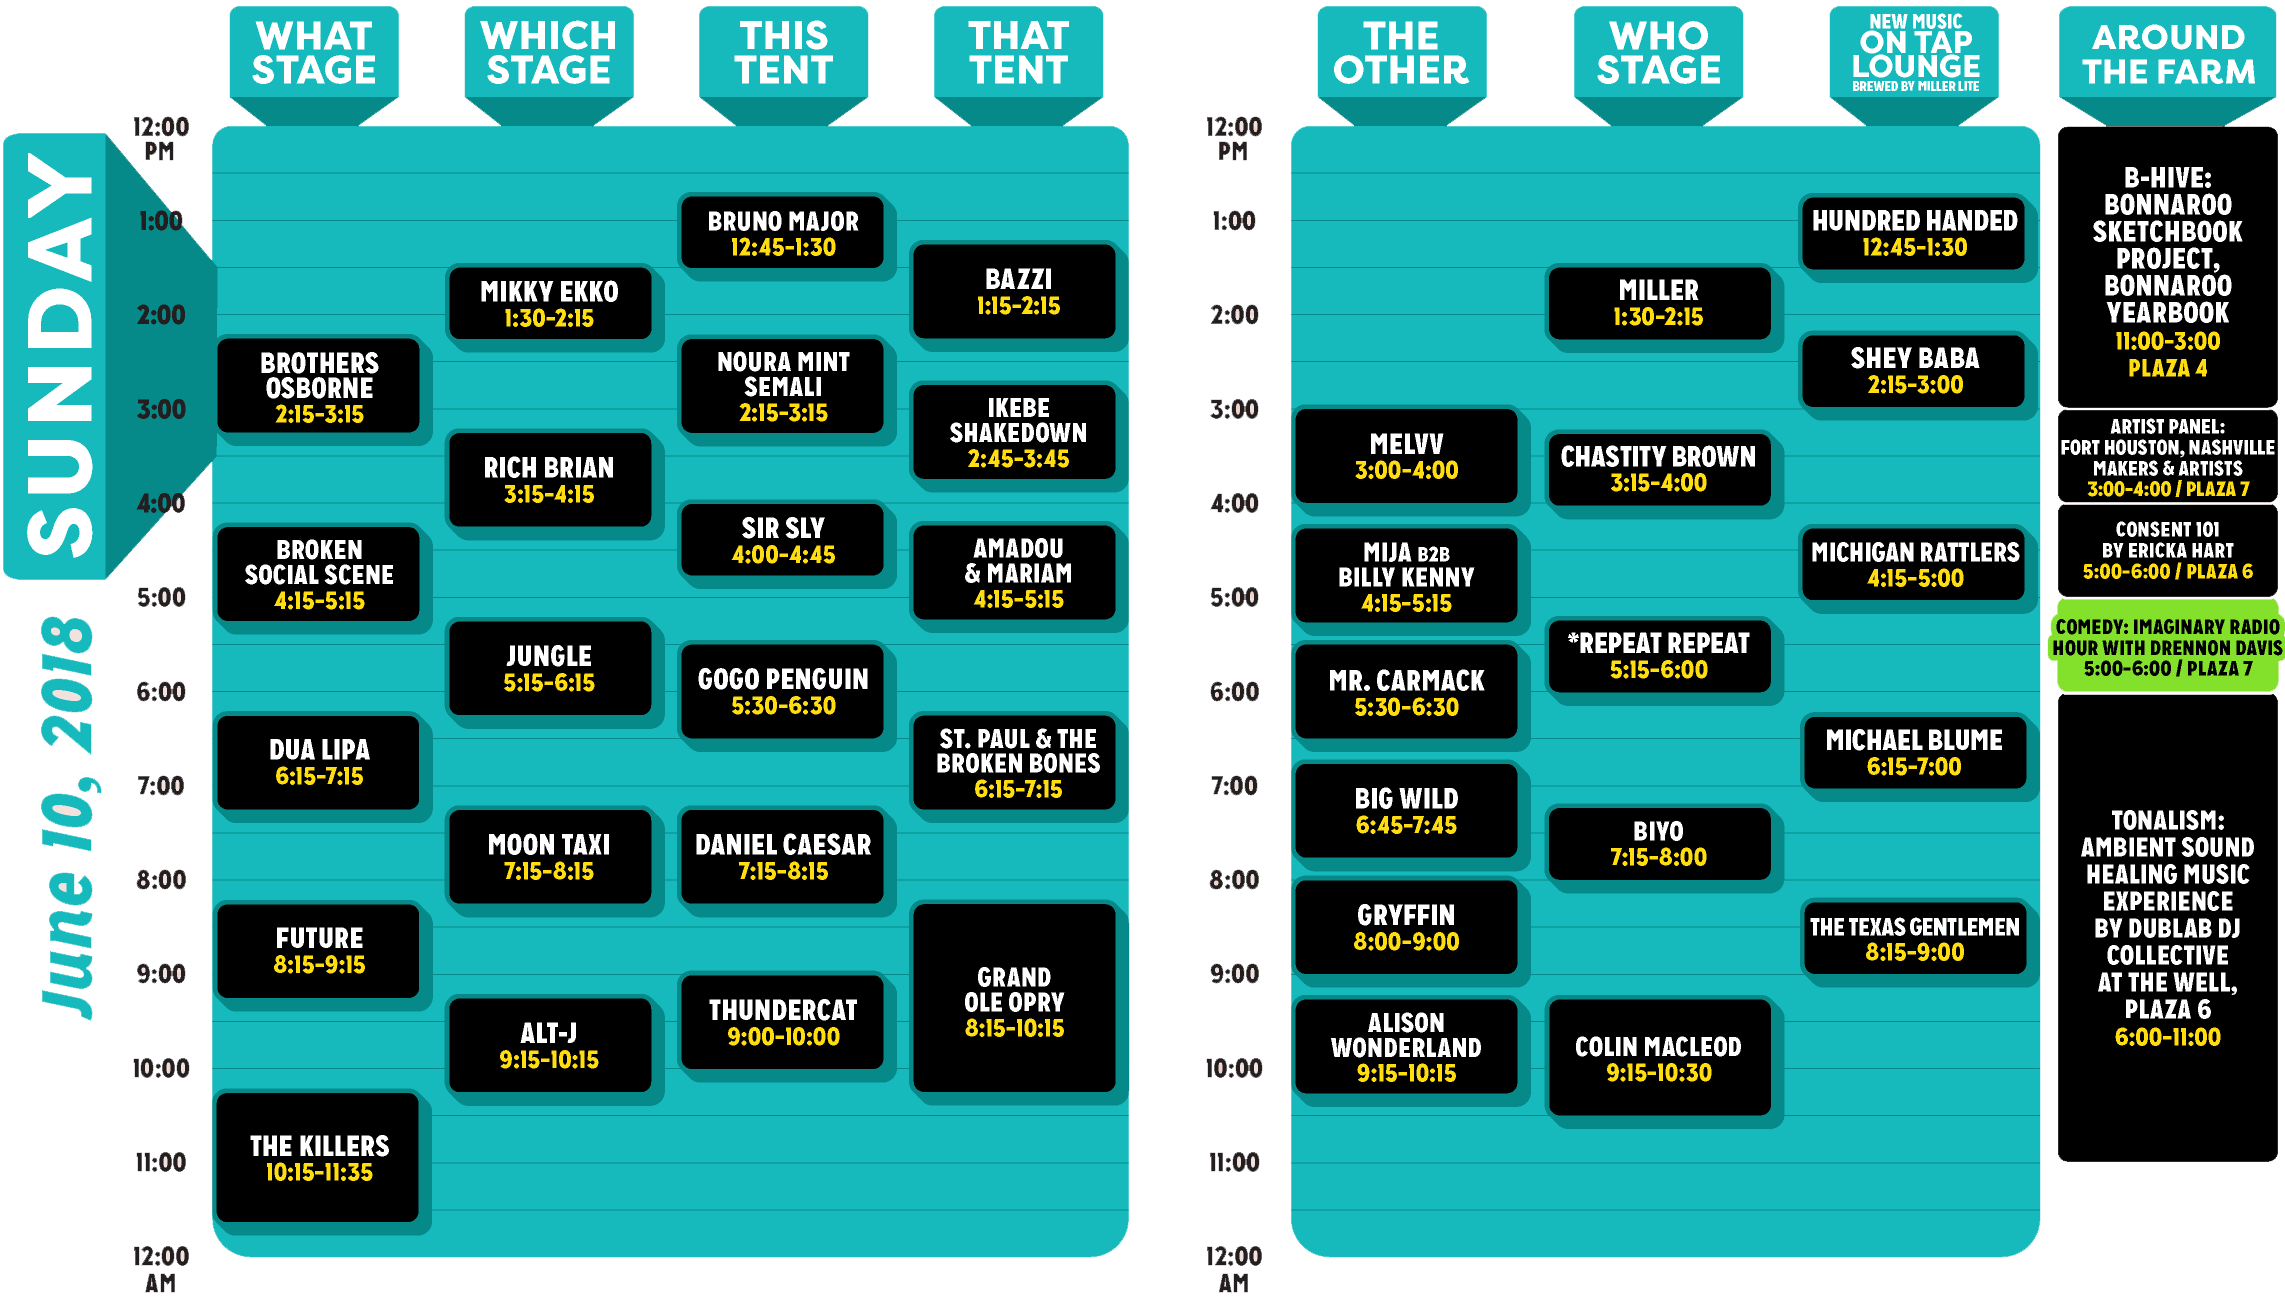 WHAT
STAGE
WHICH
STAGE
THIS
TENT
THAT
TENT
THE
OTHER
WHO
STAGE
NEW MUSIC
ON TAP
LOUNGE
BREWED BY MILLER LITE
AROUND
THE FARM
SUNDAY
June 10, 2018
12:00
PM
1:00
2:00
3:00
4:00
5:00
6:00
7:00
8:00
9:00
10:00
11:00
12:00
AM
BROTHERS
OSBORNE
2:15-3:15
BROKEN
SOCIAL SCENE
4:15-5:15
DUA LIPA
6:15-7:15
FUTURE
8:15-9:15
THE KILLERS
10:15-11:35
MIKKY EKKO
1:30-2:15
RICH BRIAN
3:15-4:15
JUNGLE
5:15-6:15
MOON TAXI
7:15-8:15
ALT-J
9:15-10:15
BRUNO MAJOR
12:45-1:30
NOURA MINT
SEMALI
2:15-3:15
SIR SLY
4:00-4:45
GOGO PENGUIN
5:30-6:30
DANIEL CAESAR
7:15-8:15
THUNDERCAT
9:00-10:00
BAZZI
1:15-2:15
IKEBE
SHAKEDOWN
2:45-3:45
AMADOU
& MARIAM
4:15-5:15
ST. PAUL & THE
BROKEN BONES
6:15-7:15
GRAND
OLE OPRY
8:15-10:15
12:00
PM
1:00
2:00
3:00
4:00
5:00
6:00
7:00
8:00
9:00
10:00
11:00
12:00
AM
MELVV
3:00-4:00
MIJA B2B
BILLY KENNY
4:15-5:15
MR. CARMACK
5:30-6:30
BIG WILD
6:45-7:45
GRYFFIN
8:00-9:00
ALISON
WONDERLAND
9:15-10:15
MILLER
1:30-2:15
CHASTITY BROWN
3:15-4:00
*REPEAT REPEAT
5:15-6:00
BIYO
7:15-8:00
COLIN MACLEOD
9:15-10:30
HUNDRED HANDED
12:45-1:30
SHEY BABA
2:15-3:00
MICHIGAN RATTLERS
4:15-5:00
MICHAEL BLUME
6:15-7:00
THE TEXAS GENTLEMEN
8:15-9:00
B-HIVE:
BONNAROO
SKETCHBOOK
PROJECT,
BONNAROO
YEARBOOK
11:00-3:00
PLAZA 4
ARTIST PANEL:
FORT HOUSTON, NASHVILLE
MAKERS & ARTISTS
3:00-4:00 / PLAZA 7
CONSENT 101
BY ERICKA HART
5:00-6:00 / PLAZA 6
COMEDY: IMAGINARY RADIO
HOUR WITH DRENNON DAVIS
5:00-6:00 / PLAZA 7
TONALISM:
AMBIENT SOUND
HEALING MUSIC
EXPERIENCE
BY DUBLAB DJ
COLLECTIVE
AT THE WELL,
PLAZA 6
6:00-11:00